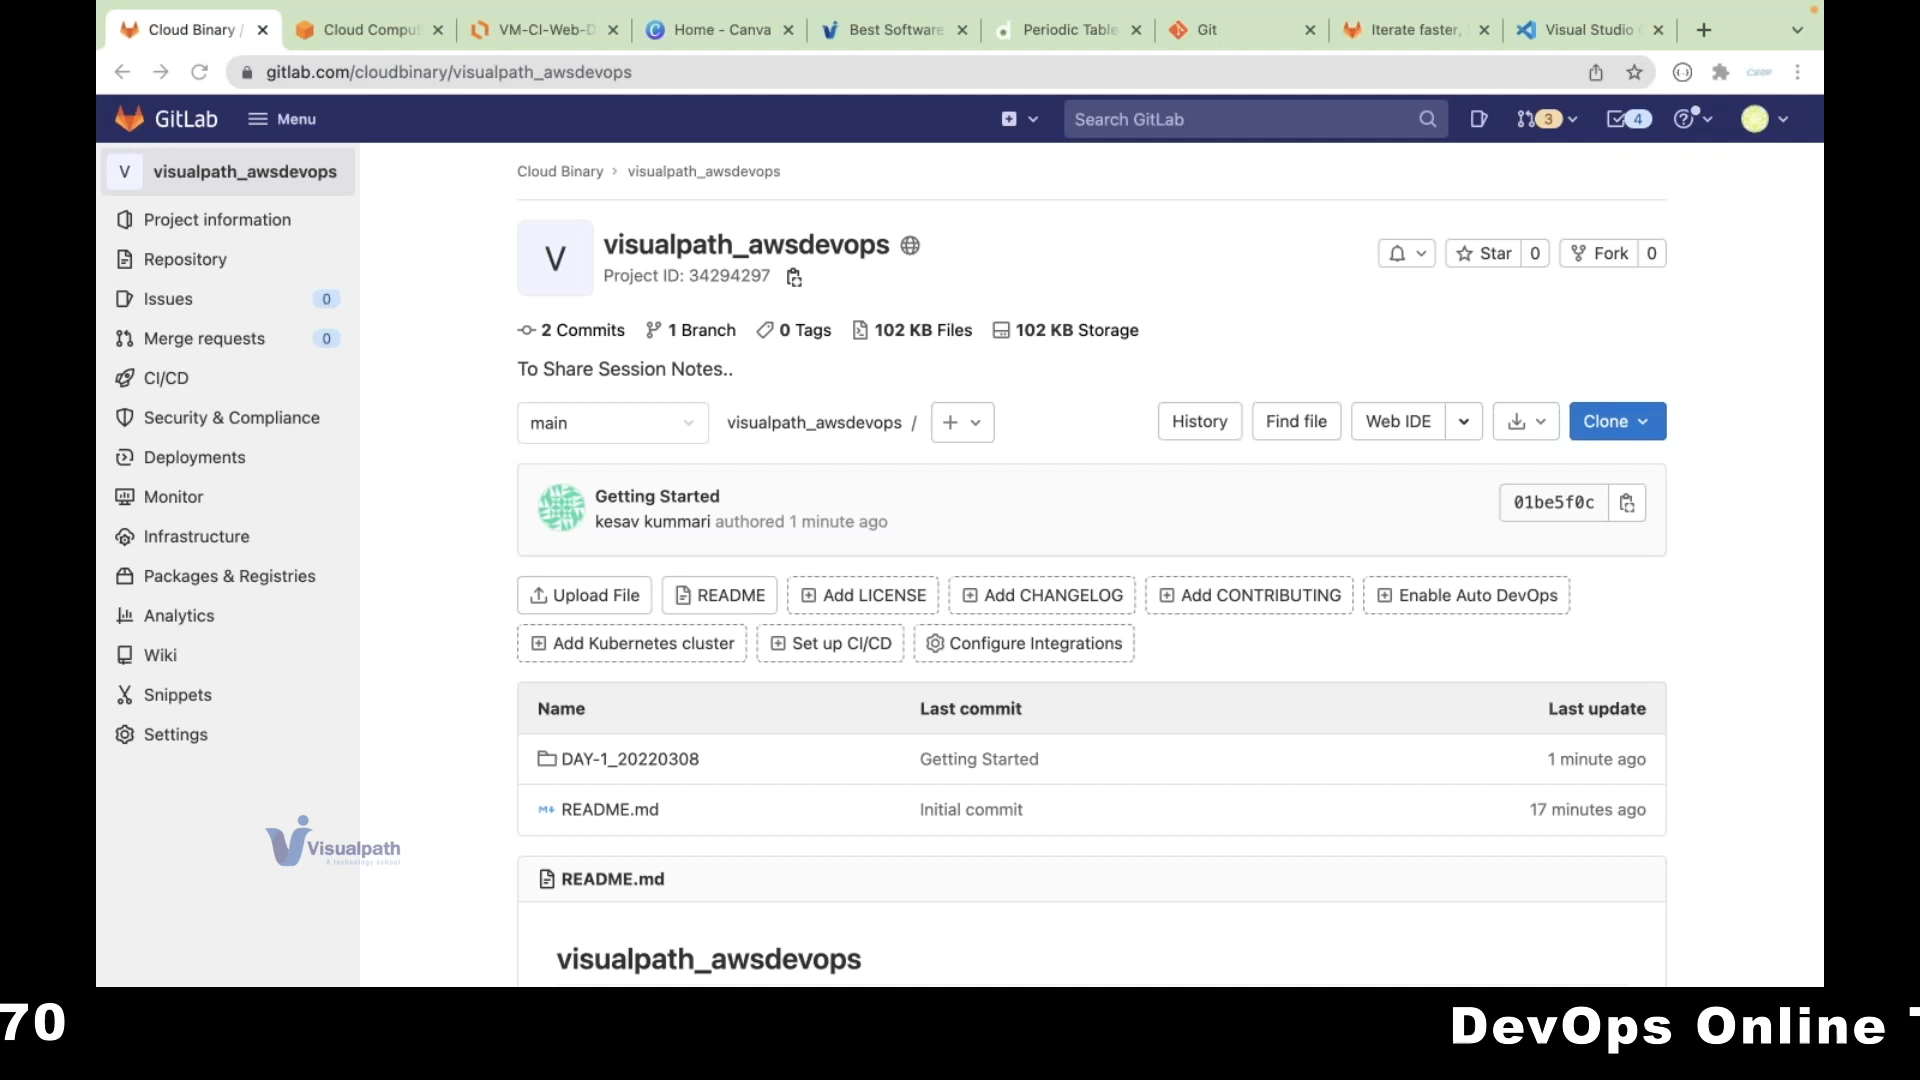 Cloud Binary /
Cloud Comput
VM-CI-Web-D
Home - Canva
Best Software
Periodic Table
Git
Iterate faster,
Visual Studio
gitlab.com/cloudbinary/visualpath_awsdevops
GitLab
Menu
Search GitLab
3
4
V visualpath_awsdevops
Project information
Repository
Issues 0
Merge requests 0
CI/CD
Security & Compliance
Deployments
Monitor
Infrastructure
Packages & Registries
Analytics
Wiki
Snippets
Settings
Cloud Binary › visualpath_awsdevops
V
visualpath_awsdevops
Project ID: 34294297
Star 0
Fork 0
2 Commits 1 Branch 0 Tags 102 KB Files 102 KB Storage
To Share Session Notes..
main
visualpath_awsdevops / +
History
Find file
Web IDE
Clone
Getting Started
kesav kummari authored 1 minute ago
01be5f0c
Upload File README Add LICENSE Add CHANGELOG Add CONTRIBUTING Enable Auto DevOps
Add Kubernetes cluster Set up CI/CD Configure Integrations
Name Last commit Last update
DAY-1_20220308 Getting Started 1 minute ago
README.md Initial commit 17 minutes ago
README.md
visualpath_awsdevops
Visualpath
A technology school
70
DevOps Online